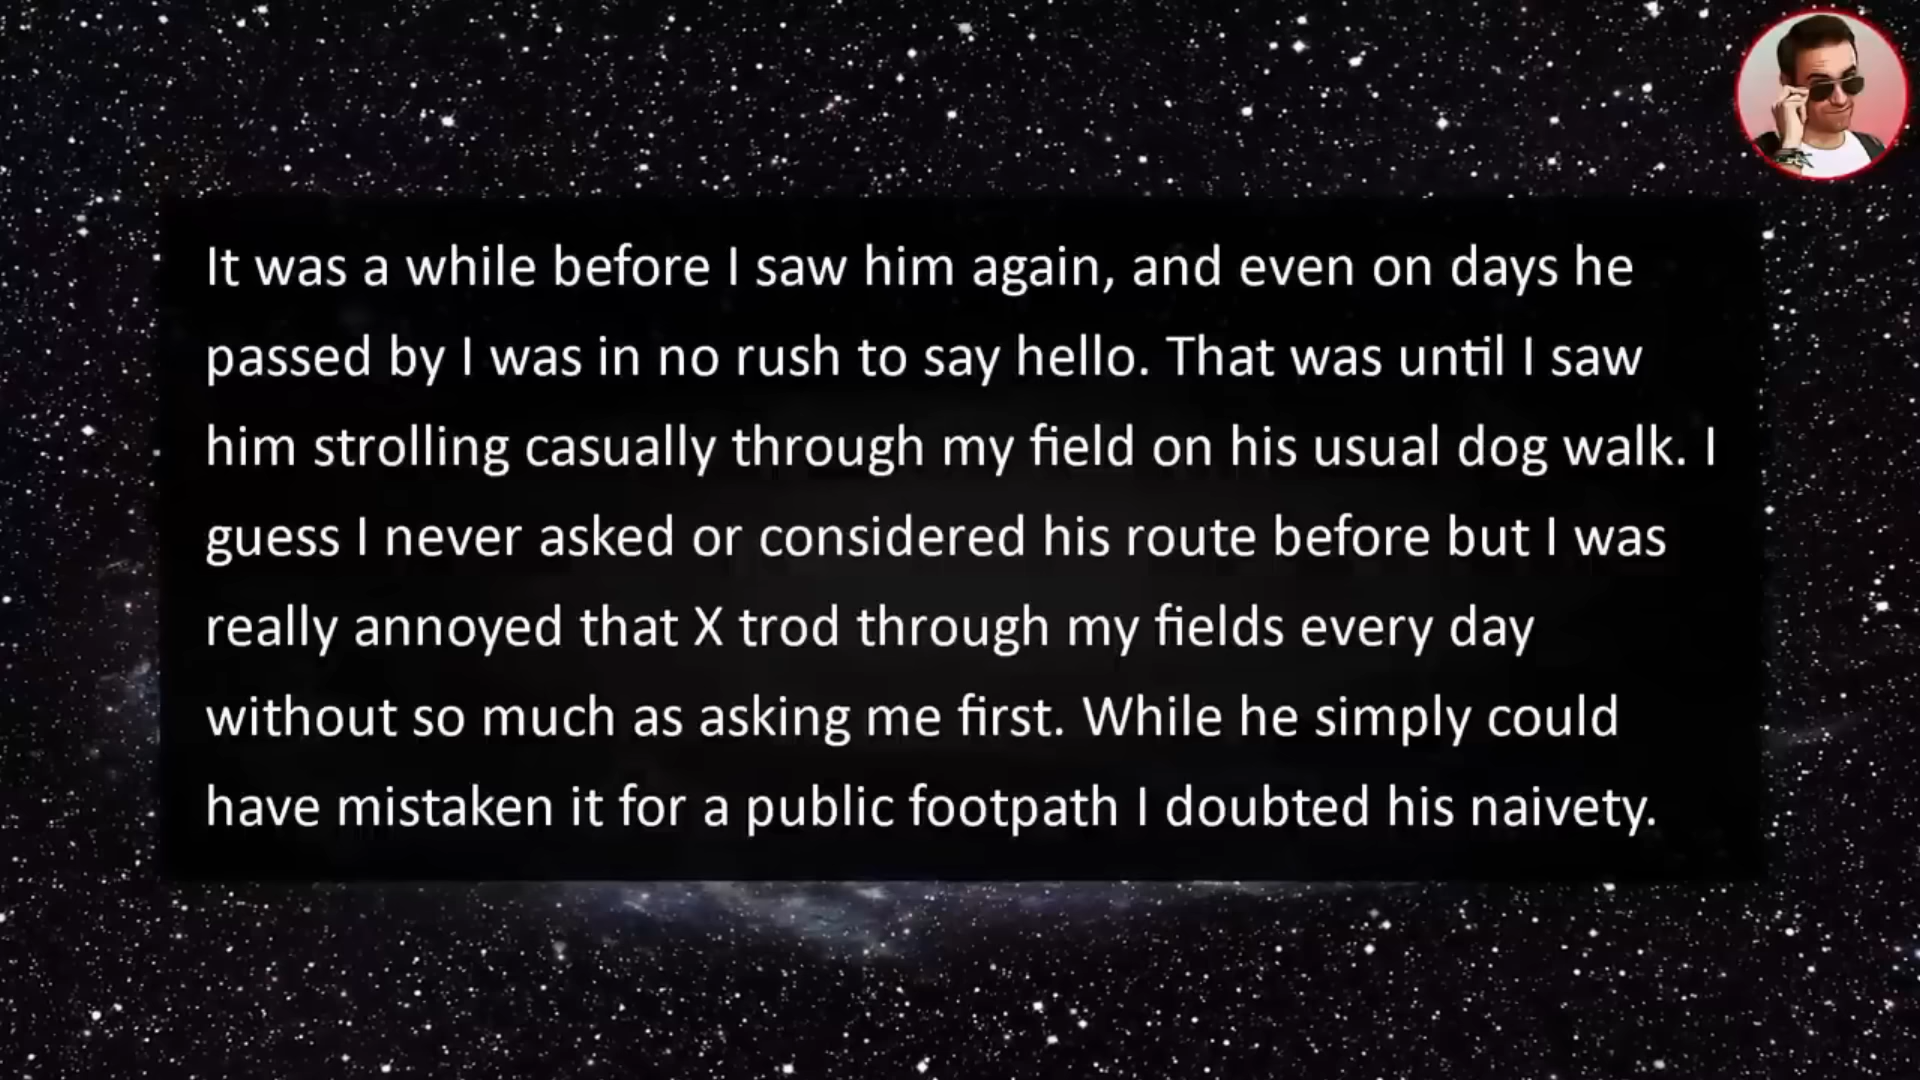 It was a while before I saw him again, and even on days he
passed by I was in no rush to say hello. That was until I saw
him strolling casually through my field on his usual dog walk. I
guess I never asked or considered his route before but I was
really annoyed that X trod through my fields every day
without so much as asking me first. While he simply could
have mistaken it for a public footpath I doubted his naivety.